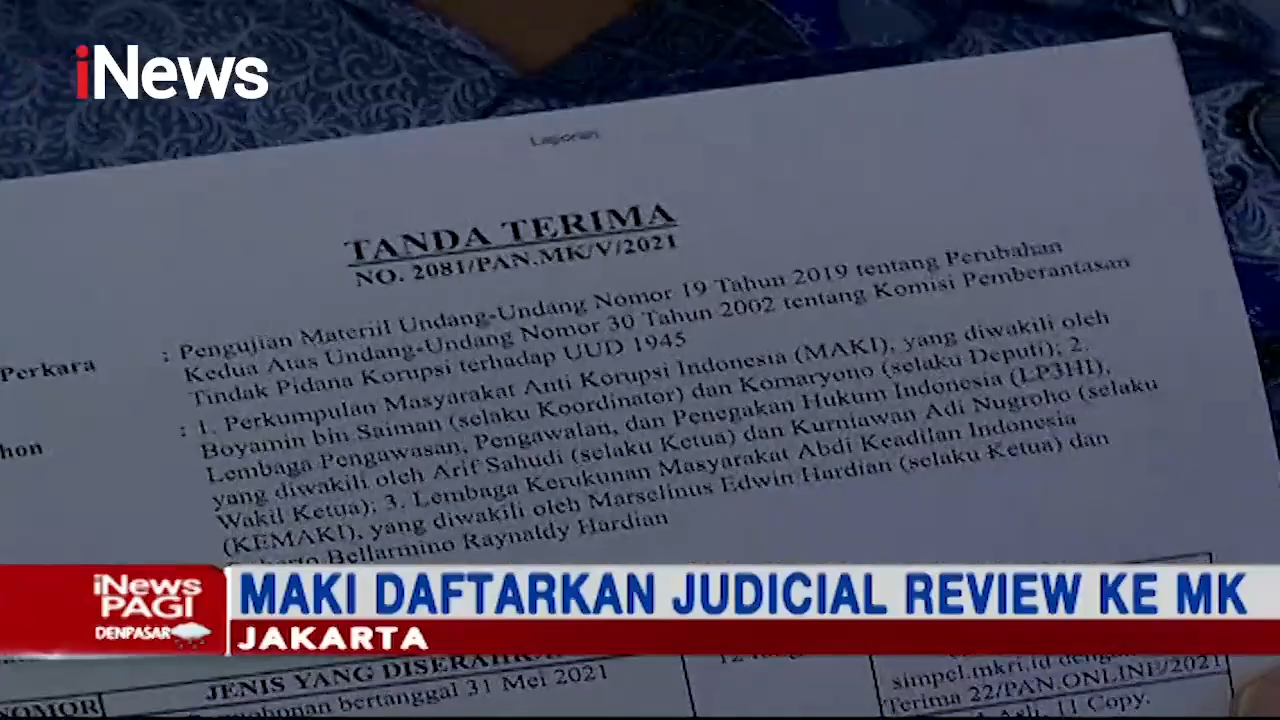 iNews
Laporan
TANDA TERIMA
NO. 2081/PAN.MK/V/2021
Perkara : Pengujian Materiil Undang-Undang Nomor 19 Tahun 2019 tentang Perubahan
Kedua Atas Undang-Undang Nomor 30 Tahun 2002 tentang Komisi Pemberantasan
Tindak Pidana Korupsi terhadap UUD 1945
hon : 1. Perkumpulan Masyarakat Anti Korupsi Indonesia (MAKI), yang diwakili oleh
Boyamin bin Saiman (selaku Koordinator) dan Komaryono (selaku Deputi); 2.
Lembaga Pengawasan, Pengawalan, dan Penegakan Hukum Indonesia (LP3HI),
yang diwakili oleh Arif Sahudi (selaku Ketua) dan Kurniawan Adi Nugroho (selaku
Wakil Ketua); 3. Lembaga Kerukunan Masyarakat Abdi Keadilan Indonesia
(KEMAKI), yang diwakili oleh Marselinus Edwin Hardian (selaku Ketua) dan
Bellarmino Raynaldy Hardian
iNews
PAGI
DENPASAR
MAKI DAFTARKAN JUDICIAL REVIEW KE MK
JAKARTA
NOMOR
JENIS YANG DISERAHKAN
bertanggal 31 Mei 2021
12
simpel.mkri.id
Terima 22/PAN.ONLINE/2021
Asli, 11 Copy.